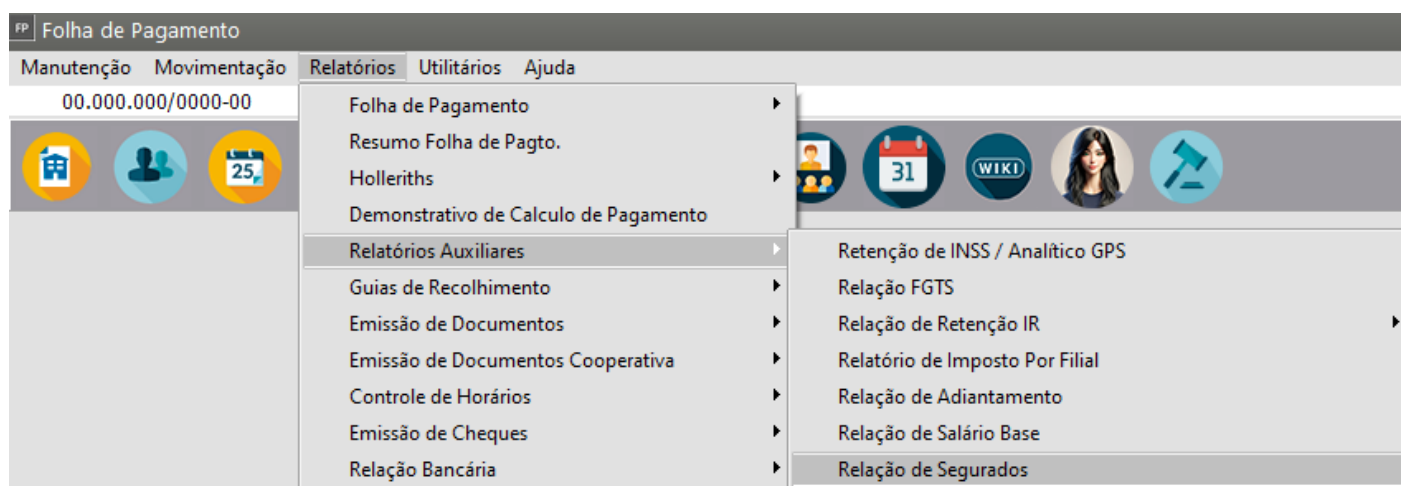 FP Folha de Pagamento
Manutenção Movimentação Relatórios Utilitários Ajuda
00.000.000/0000-00
25
31
WIKI
Folha de Pagamento
Resumo Folha de Pagto.
Holleriths
Demonstrativo de Calculo de Pagamento
Relatórios Auxiliares
Guias de Recolhimento
Emissão de Documentos
Emissão de Documentos Cooperativa
Controle de Horários
Emissão de Cheques
Relação Bancária
Retenção de INSS / Analítico GPS
Relação FGTS
Relação de Retenção IR
Relatório de Imposto Por Filial
Relação de Adiantamento
Relação de Salário Base
Relação de Segurados